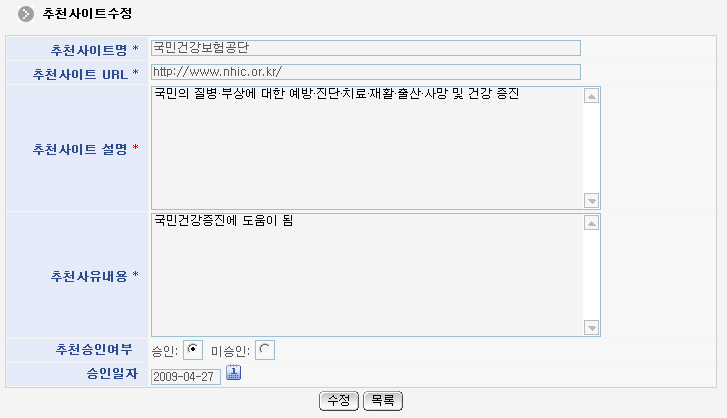 추천사이트수정
추천사이트명 * 국민건강보험공단
추천사이트 URL * http://www.nhic.or.kr/
추천사이트 설명 * 국민의 질병·부상에 대한 예방·진단·치료·재활·출산·사망 및 건강 증진
추천사유내용 * 국민건강증진에 도움이 됨
추천승인여부 승인: 미승인:
승인일자 2009-04-27
수정 목록